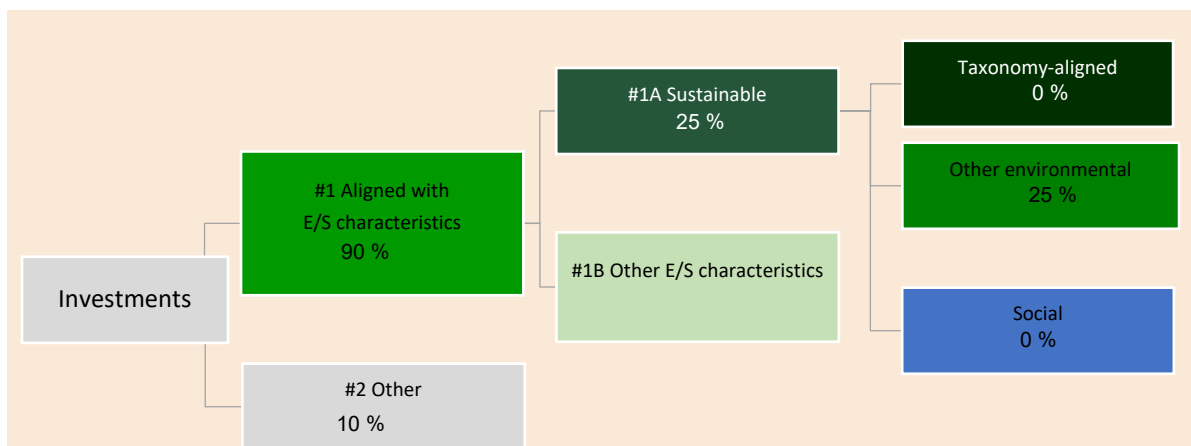 Investments
#1 Aligned with
E/S characteristics
90 %
#2 Other
10 %
#1A Sustainable
25 %
#1B Other E/S characteristics
Taxonomy-aligned
0 %
Other environmental
25 %
Social
0 %